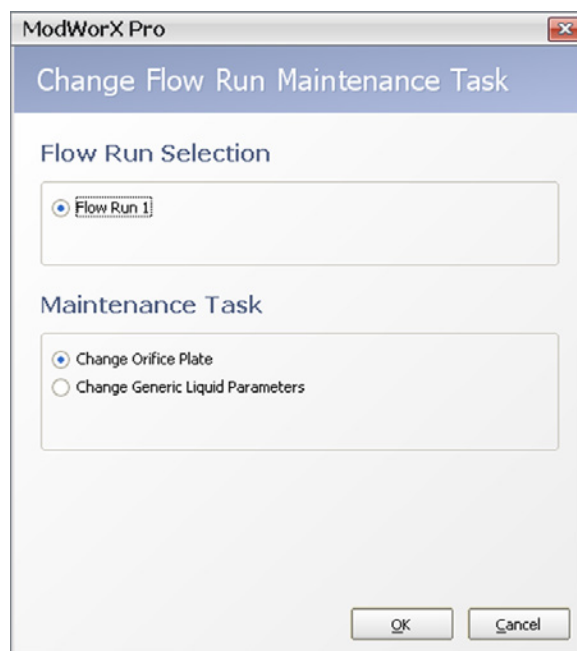 ModWorX Pro
Change Flow Run Maintenance Task
Flow Run Selection
Flow Run 1
Maintenance Task
Change Orifice Plate
Change Generic Liquid Parameters
OK
Cancel